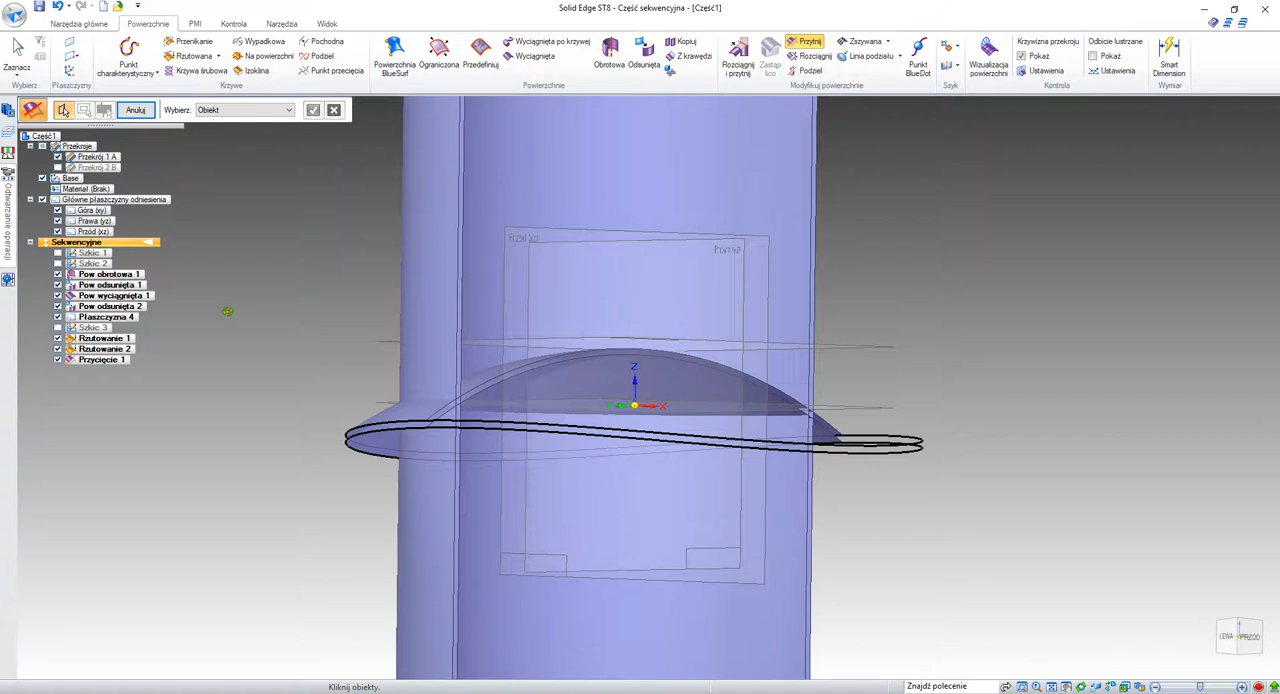 Solid Edge ST8 - Część sekwencyjna - [Część1]
Narzędzia główne
Powierzchnie
PMI
Kontrola
Narzędzia
Widok
Zaznacz
Wybierz
Płaszczyzny
Punkt charakterystyczny
Przenikanie
Rzutowana
Krzywa śrubowa
Wypadkowa
Na powierzchni
Izoklina
Pochodna
Podziel
Punkt przecięcia
Krzywe
Powierzchnia BlueSurf
Ograniczona
Przedefiniuj
Wyciągnięta po krzywej
Wyciągnięta
Obrotowa
Odsunięta
Kopiuj
Z krawędzi
Powierzchnie
Rozciągnij i przytnij
Zastąp lico
Przytnij
Rozciągnij
Podziel
Zszywana
Linia podziału
Punkt BlueDot
Modyfikuj powierzchnie
Szyk
Wizualizacja powierzchni
Krzywizna przekroju
Pokaż
Ustawienia
Odbicie lustrzane
Pokaż
Ustawienia
Kontrola
Smart Dimension
Wymiar
Anuluj
Wybierz:
Obiekt
Odtwarzanie operacji
Część1
Przekroje
Przekrój 1 A
Przekrój 2 B
Base
Materiał (Brak)
Główne płaszczyzny odniesienia
Góra (xy)
Prawa (yz)
Przód (xz)
Sekwencyjne
Szkic 1
Szkic 2
Pow obrotowa 1
Pow odsunięta 1
Pow wyciągnięta 1
Pow odsunięta 2
Płaszczyzna 4
Szkic 3
Rzutowanie 1
Rzutowanie 2
Przycięcie 1
Z
Y
X
LEWA
PRZÓD
Kliknij obiekty.
Znajdź polecenie